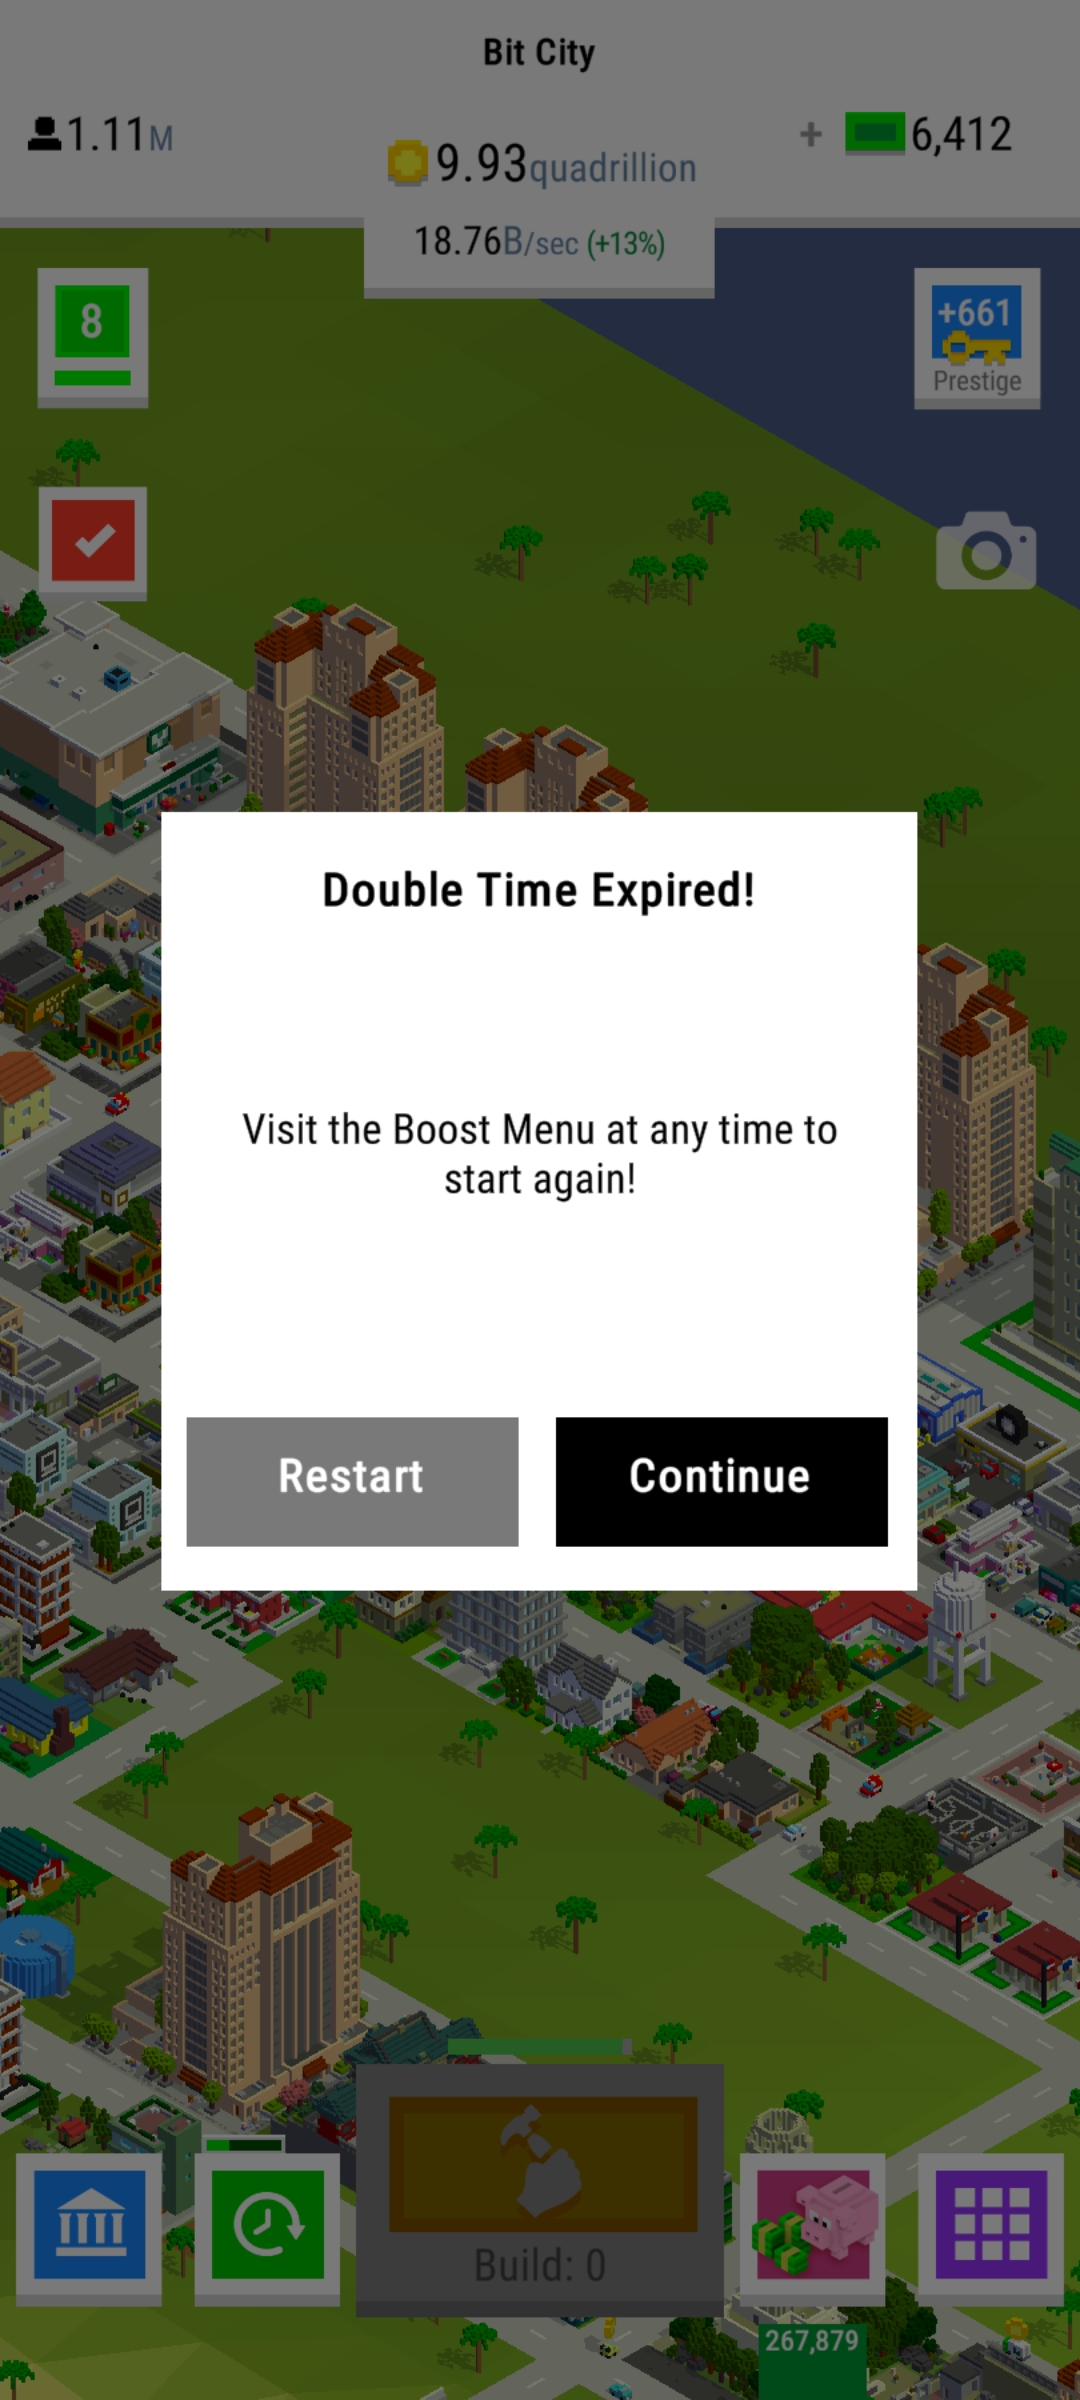 Bit City
1.11M
9.93quadrillion
+ 6,412
18.76B/sec (+13%)
8
+661
Prestige
Double Time Expired!
Visit the Boost Menu at any time to
start again!
Restart
Continue
Build: 0
267,879